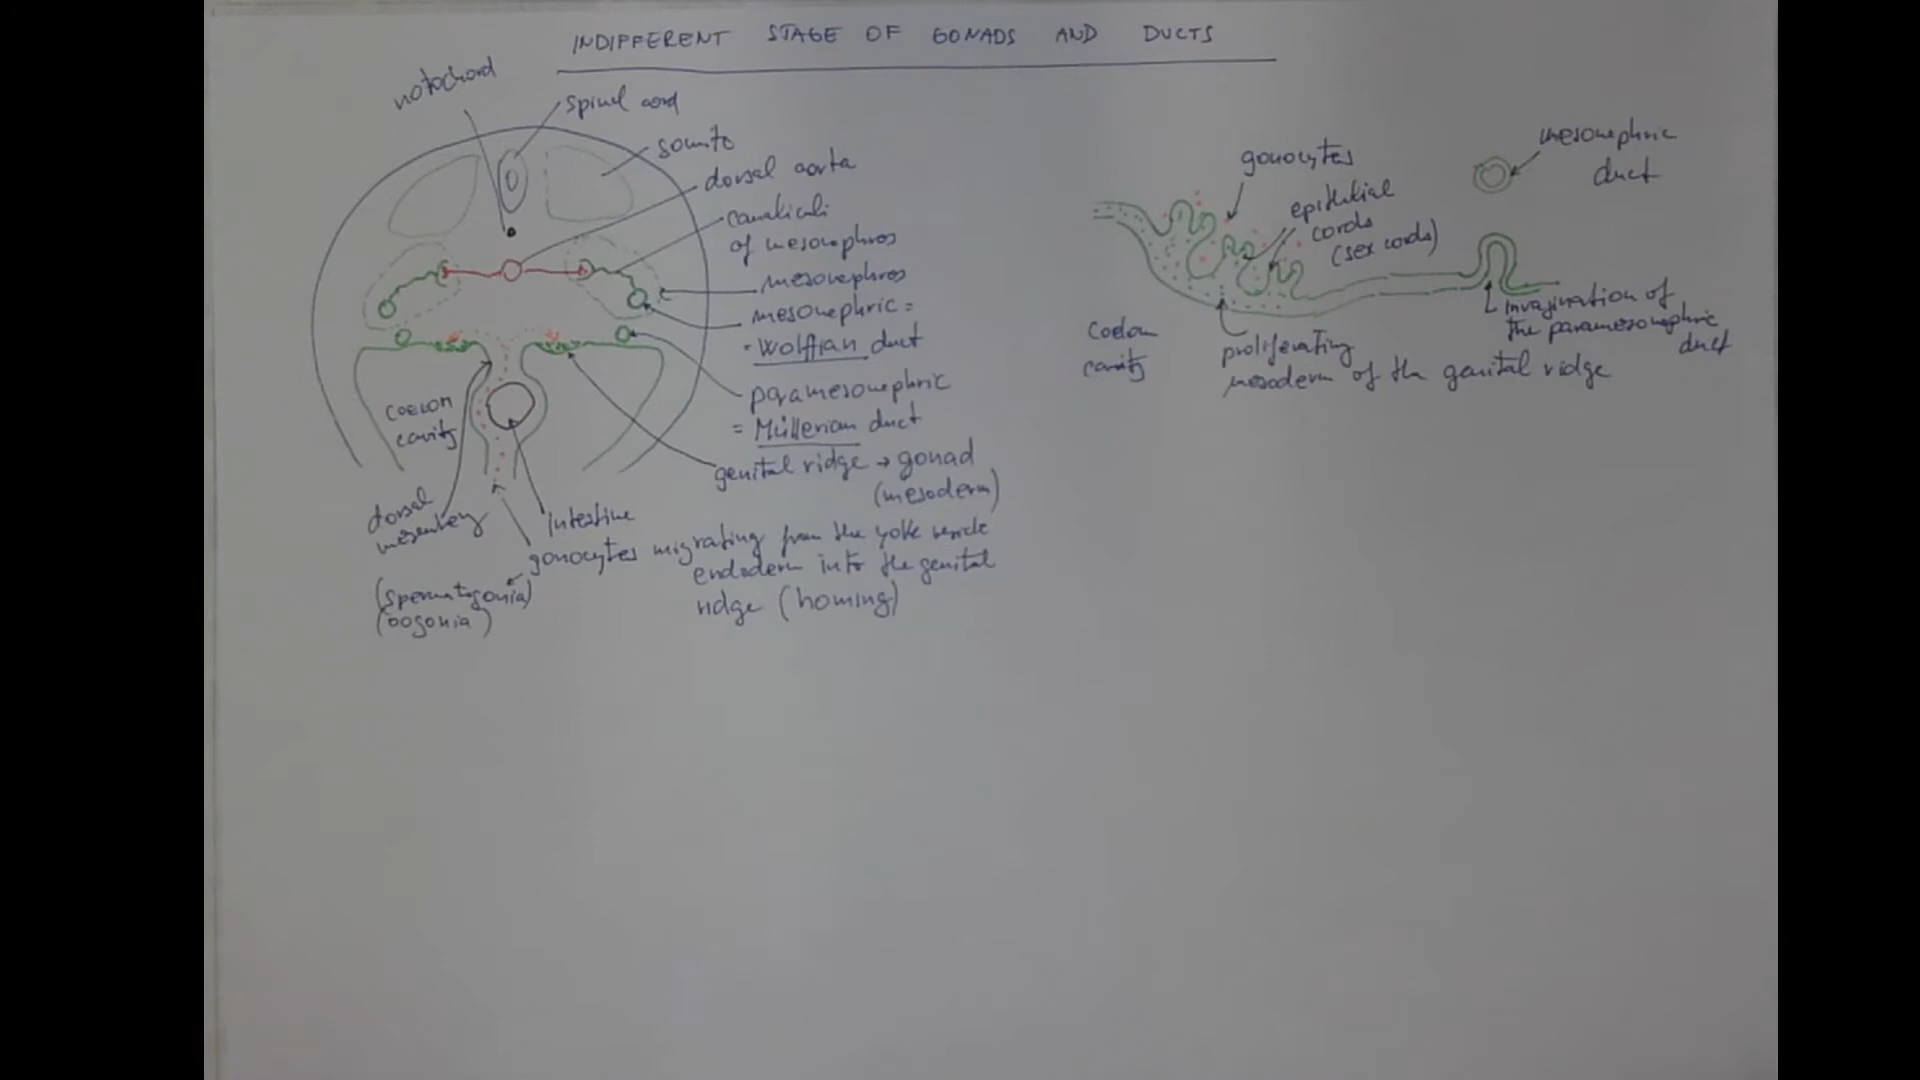 INDIFFERENT STAGE OF GONADS AND DUCTS
notochord
spinal cord
somite
dorsal aorta
canaliculi
of mesonephros
mesonephros
mesonephric =
= Wolffian duct
paramesonephric
= Müllerian duct
genital ridge → gonad
(mesoderm)
coelom
cavity
dorsal
mesentery
intestine
gonocytes migrating from the yolk vesicle
endoderm into the genital
ridge (homing)
(spermatogonia)
(oogonia)
gonocytes
epithelial
cords
(sex cords)
mesonephric
duct
coelom
cavity
proliferating
mesoderm of the genital ridge
invagination of
the paramesonephric
duct